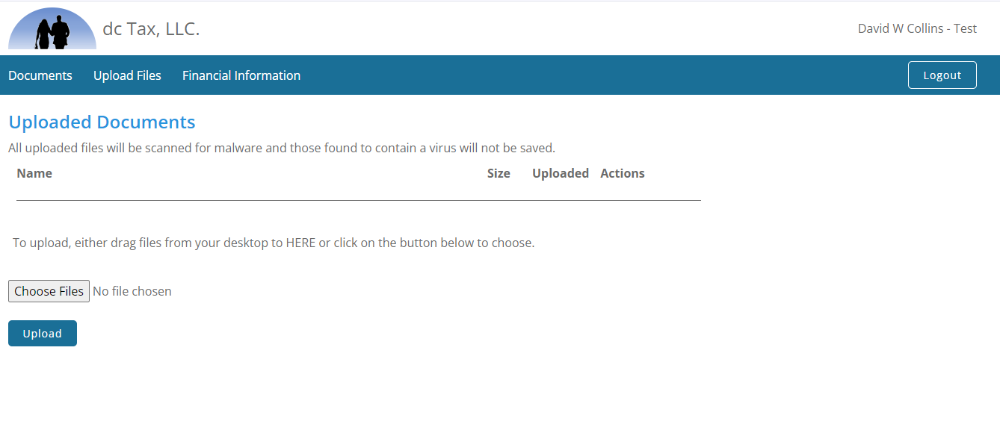 dc Tax, LLC.
David W Collins - Test
Documents Upload Files Financial Information Logout
Uploaded Documents
All uploaded files will be scanned for malware and those found to contain a virus will not be saved.
Name Size Uploaded Actions
To upload, either drag files from your desktop to HERE or click on the button below to choose.
Choose Files No file chosen
Upload